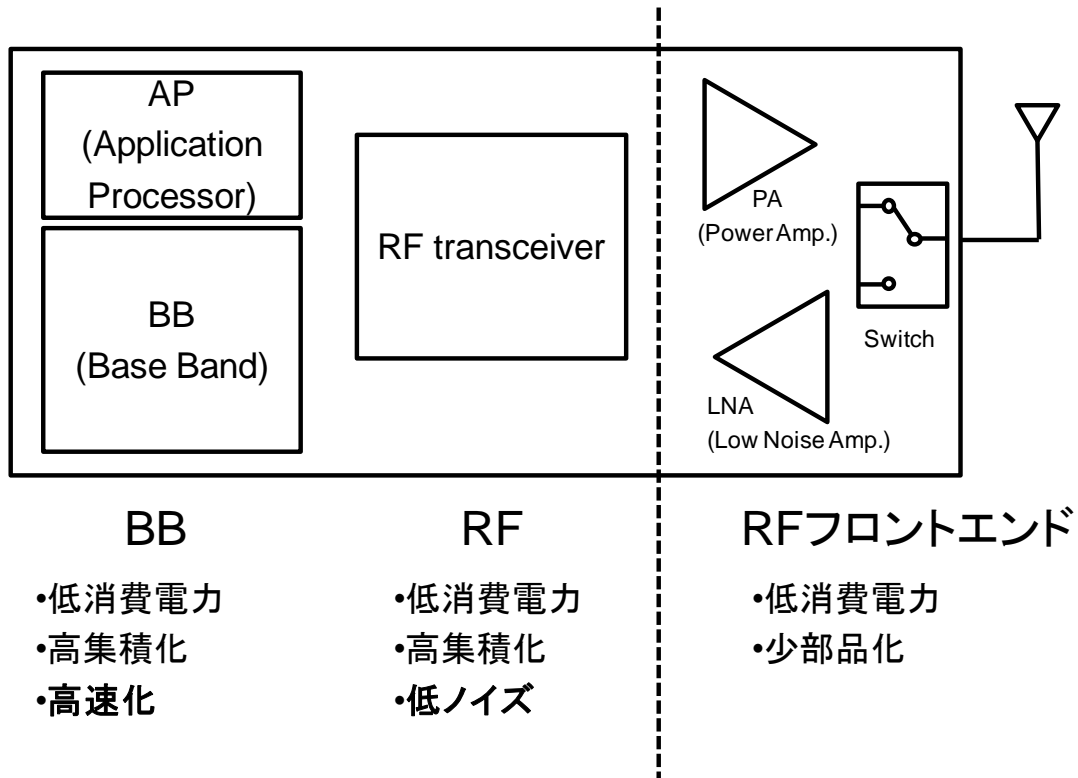 AP
(Application
Processor)
BB
(Base Band)
RF transceiver
PA
(Power Amp.)
Switch
LNA
(Low Noise Amp.)
BB
•低消費電力
•高集積化
•高速化
RF
•低消費電力
•高集積化
•低ノイズ
RFフロントエンド
•低消費電力
•少部品化